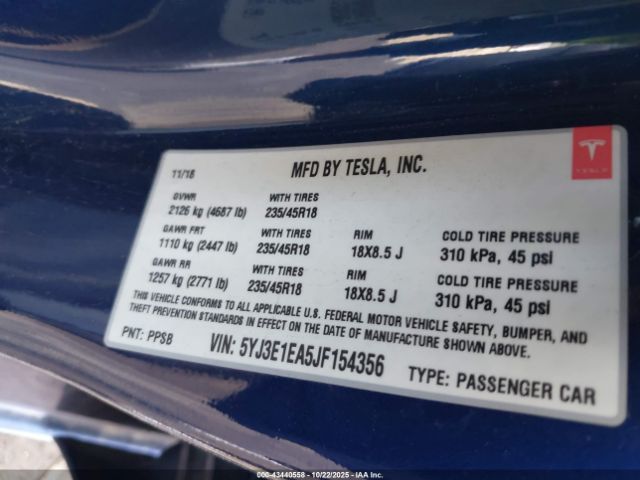 11/18
MFD BY TESLA, INC.
TESLA
GVWR
WITH TIRES
2126 kg (4687 lb)
235/45R18
GAWR FRT
WITH TIRES
RIM
COLD TIRE PRESSURE
1110 kg (2447 lb)
235/45R18
18X8.5 J
310 kPa, 45 psi
GAWR RR
WITH TIRES
RIM
COLD TIRE PRESSURE
1257 kg (2771 lb)
235/45R18
18X8.5 J
310 kPa, 45 psi
THIS VEHICLE CONFORMS TO ALL APPLICABLE U.S. FEDERAL MOTOR VEHICLE SAFETY, BUMPER, AND
THEFT PREVENTION STANDARDS IN EFFECT ON THE DATE OF MANUFACTURE SHOWN ABOVE.
PNT: PPSB
VIN: 5YJ3E1EA5JF154356
TYPE: PASSENGER CAR
000-43440558 - 10/22/2025 - IAA Inc.